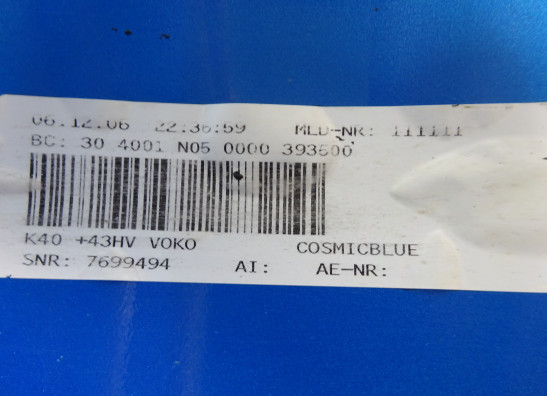 06.12.06 22:36:59 MLD-NR: 111111
BC: 30 4001 N05 0000 393600
K40 +43HV VOKO COSMICBLUE
SNR: 7699494 AI: AE-NR: